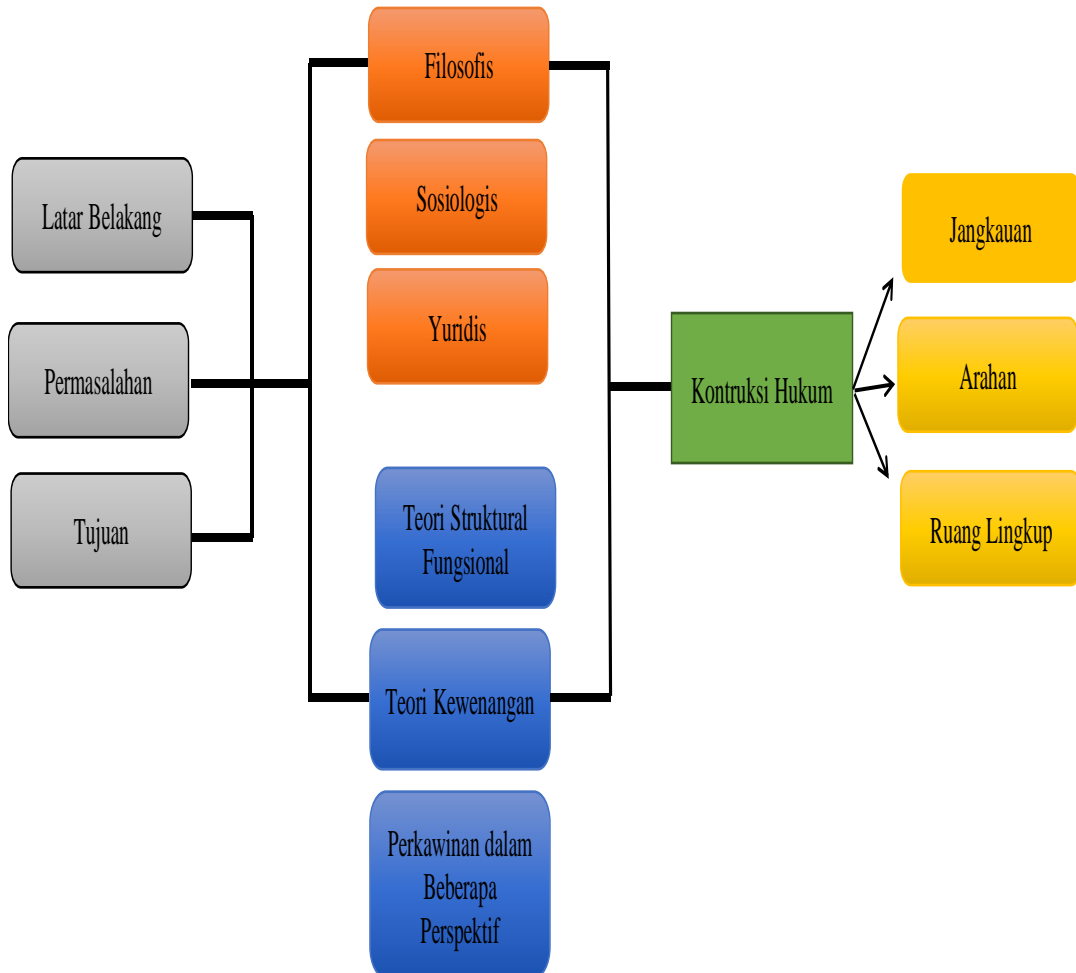 Latar Belakang
Permasalahan
Tujuan
Filosofis
Sosiologis
Yuridis
Teori Struktural
Fungsional
Teori Kewenangan
Perkawinan dalam
Beberapa
Perspektif
Kontruksi Hukum
Jangkauan
Arahan
Ruang Lingkup